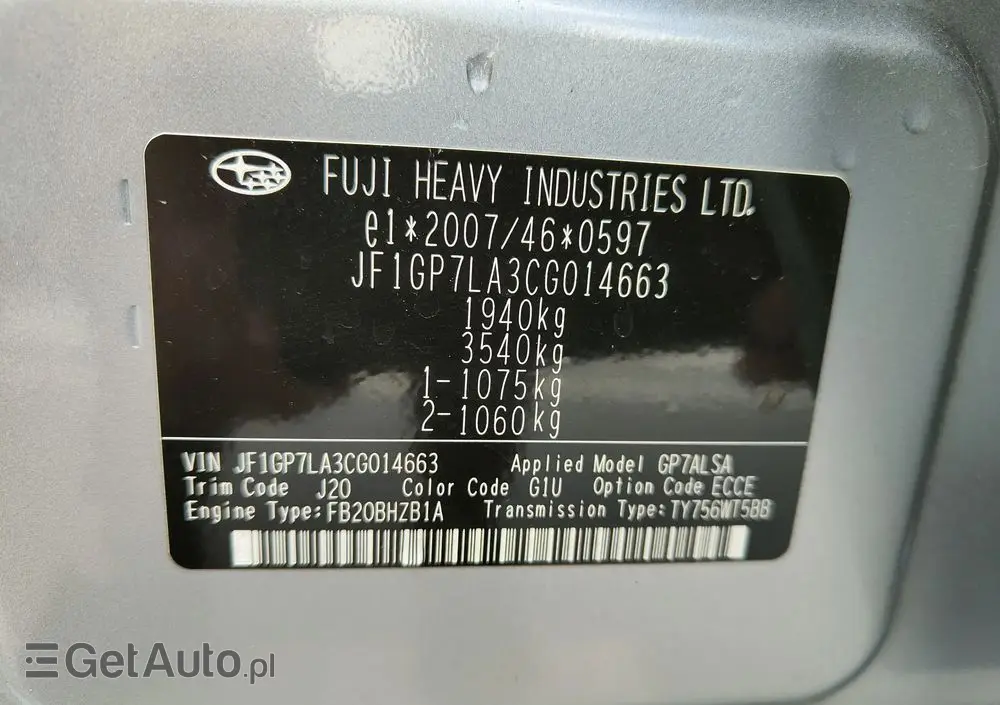 FUJI HEAVY INDUSTRIES LTD.
e1*2007/46*0597
JF1GP7LA3CG014663
1940kg
3540kg
1-1075kg
2-1060kg
VIN JF1GP7LA3CG014663 Applied Model GP7ALSA
Trim Code J20 Color Code G1U Option Code ECCE
Engine Type:FB20BHZB1A Transmission Type:TY756WT5BB
GetAuto.pl